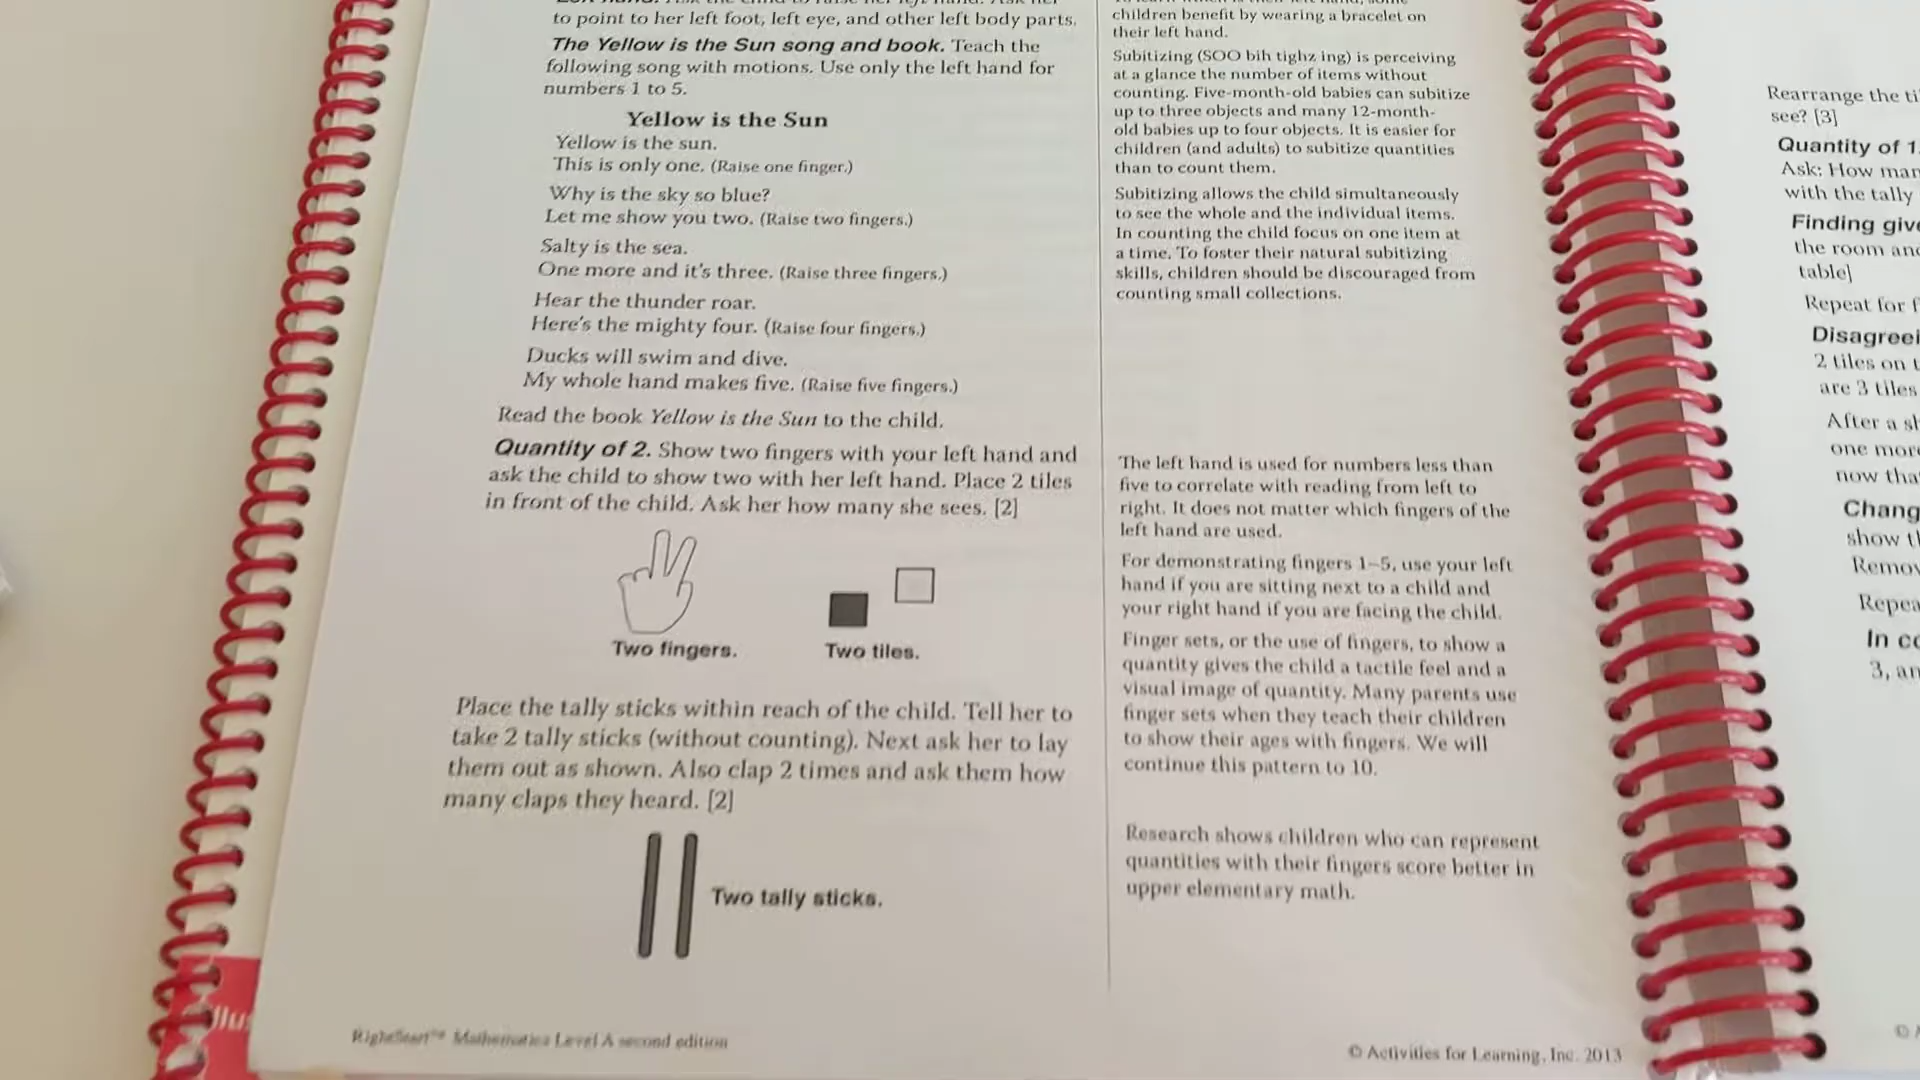 to point to her left foot, left eye, and other left body parts.
The Yellow is the Sun song and book. Teach the
following song with motions. Use only the left hand for
numbers 1 to 5.
Yellow is the Sun
Yellow is the sun.
This is only one. (Raise one finger.)
Why is the sky so blue?
Let me show you two. (Raise two fingers.)
Salty is the sea.
One more and it's three. (Raise three fingers.)
Hear the thunder roar.
Here's the mighty four. (Raise four fingers.)
Ducks will swim and dive.
My whole hand makes five. (Raise five fingers.)
Read the book Yellow is the Sun to the child.
Quantity of 2. Show two fingers with your left hand and
ask the child to show two with her left hand. Place 2 tiles
in front of the child. Ask her how many she sees. [2]
Two fingers.
Two tiles.
Place the tally sticks within reach of the child. Tell her to
take 2 tally sticks (without counting). Next ask her to lay
them out as shown. Also clap 2 times and ask them how
many claps they heard. [2]
Two tally sticks.
RightStart™ Mathematics Level A second edition
children benefit by wearing a bracelet on
their left hand.
Subitizing (SOO bih tighz ing) is perceiving
at a glance the number of items without
counting. Five-month-old babies can subitize
up to three objects and many 12-month-
old babies up to four objects. It is easier for
children (and adults) to subitize quantities
than to count them.
Subitizing allows the child simultaneously
to see the whole and the individual items.
In counting the child focus on one item at
a time. To foster their natural subitizing
skills, children should be discouraged from
counting small collections.
The left hand is used for numbers less than
five to correlate with reading from left to
right. It does not matter which fingers of the
left hand are used.
For demonstrating fingers 1–5, use your left
hand if you are sitting next to a child and
your right hand if you are facing the child.
Finger sets, or the use of fingers, to show a
quantity gives the child a tactile feel and a
visual image of quantity. Many parents use
finger sets when they teach their children
to show their ages with fingers. We will
continue this pattern to 10.
Research shows children who can represent
quantities with their fingers score better in
upper elementary math.
© Activities for Learning, Inc. 2013
Rearrange the
see? [3]
Quantity of 1
Ask: How
with the tally
Finding
the room
table]
Repeat for
2 tiles on
are 3 tiles
After a
one
now
show
In
3,